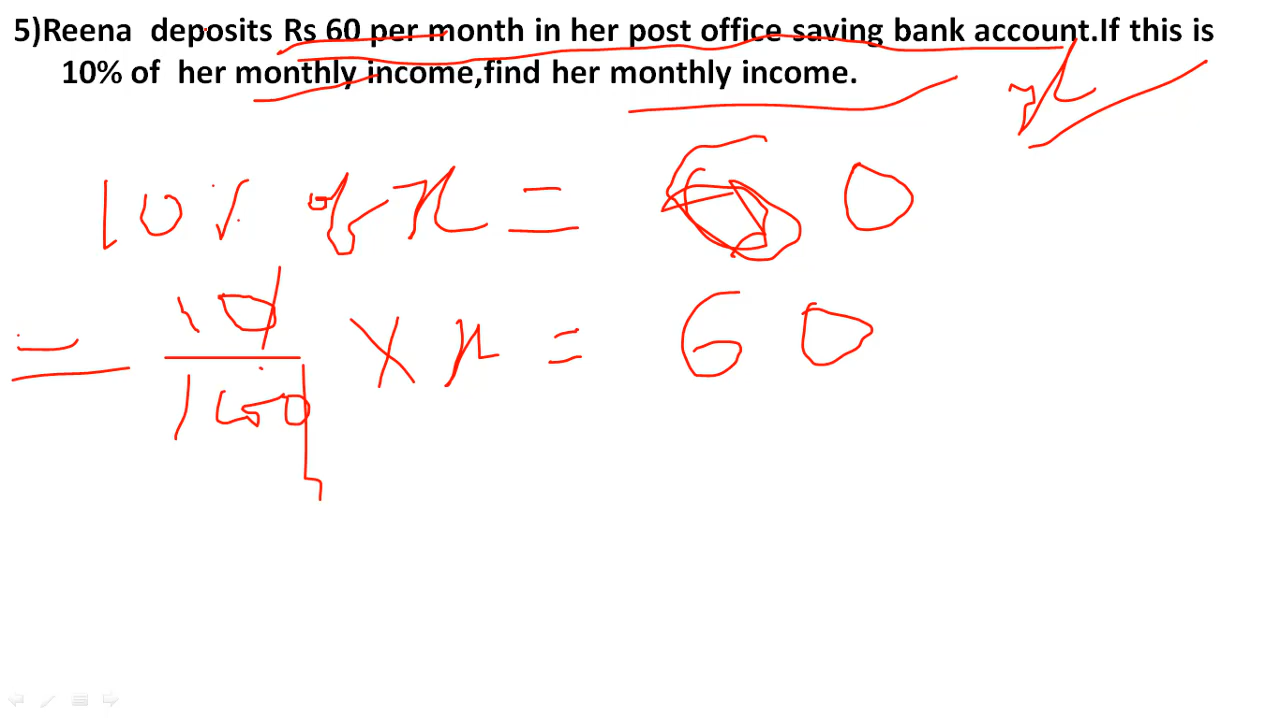 5)Reena deposits Rs 60 per month in her post office saving bank account.If this is
10% of her monthly income,find her monthly income.
x
10% of x = 60
= 10/100 × x = 60